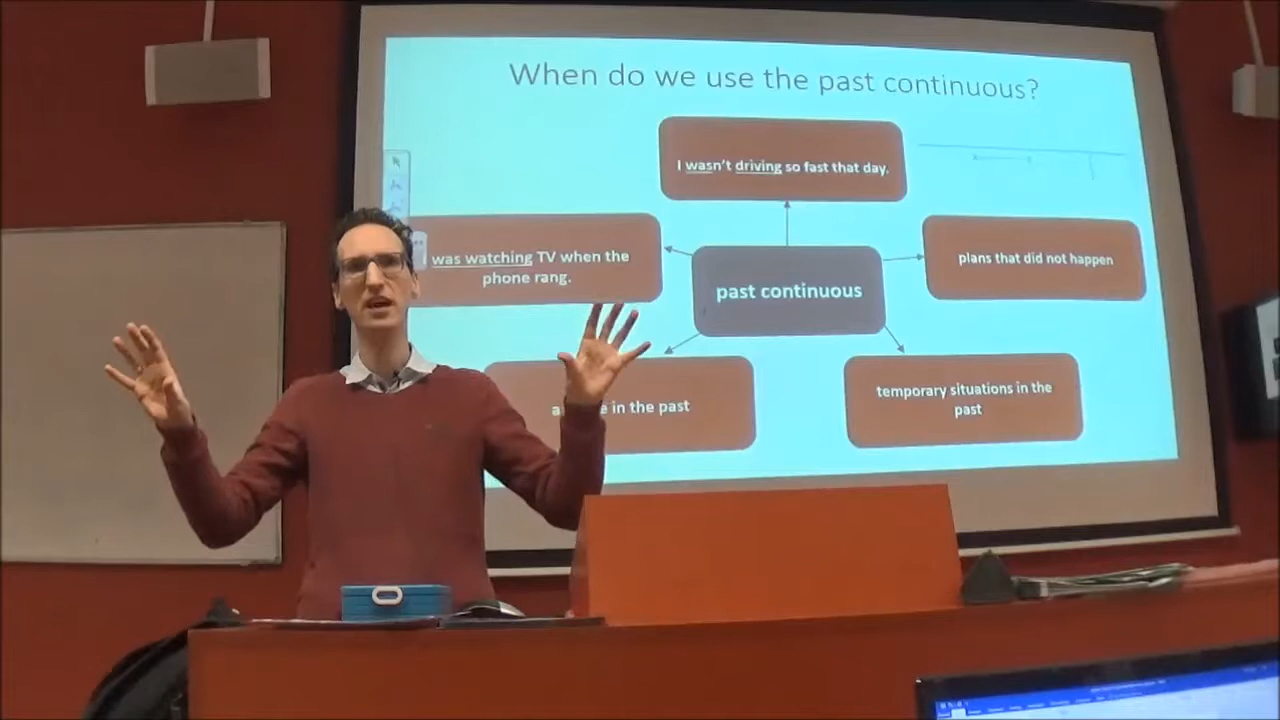 When do we use the past continuous?
I wasn't driving so fast that day.
was watching TV when the
phone rang.
plans that did not happen
past continuous
in the past
temporary situations in the
past